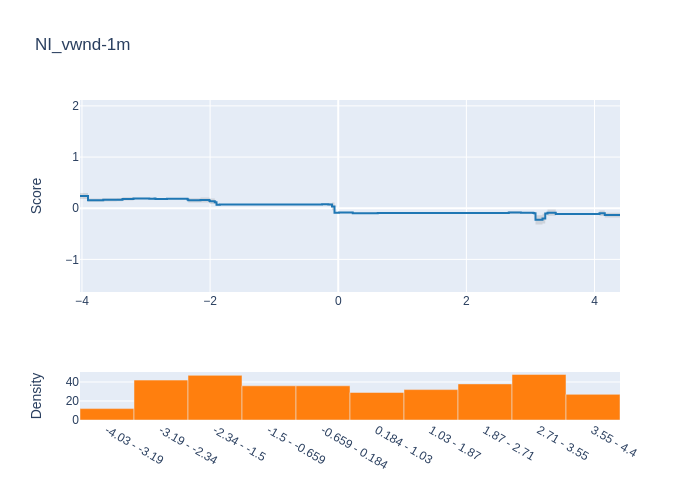 NI_vwnd-1m
2
1
0
−1
Score
−4
−2
0
2
4
40
20
0
Density
-4.03 - -3.19
-3.19 - -2.34
-2.34 - -1.5
-1.5 - -0.659
-0.659 - 0.184
0.184 - 1.03
1.03 - 1.87
1.87 - 2.71
2.71 - 3.55
3.55 - 4.4